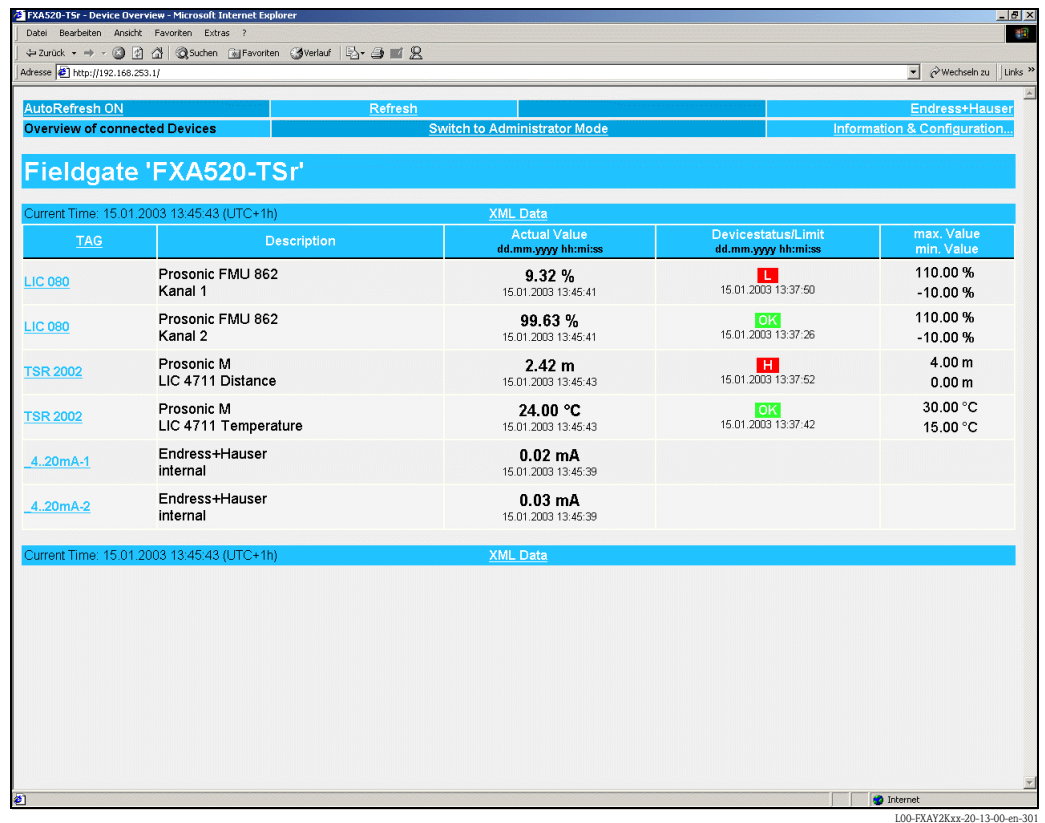 FXA520-TSr - Device Overview - Microsoft Internet Explorer
Datei Bearbeiten Ansicht Favoriten Extras ?
Zurück Suchen Favoriten Verlauf
Adresse http://192.168.253.1/ Wechseln zu Links »
AutoRefresh ON Refresh Endress+Hauser
Overview of connected Devices Switch to Administrator Mode Information & Configuration...
Fieldgate 'FXA520-TSr'
Current Time: 15.01.2003 13:45:43 (UTC+1h) XML Data
TAG Description Actual Value Devicestatus/Limit max. Value
dd.mm.yyyy hh:mi:ss dd.mm.yyyy hh:mi:ss min. Value
LIC 080 Prosonic FMU 862 9.32 % L 110.00 %
Kanal 1 15.01.2003 13:45:41 15.01.2003 13:37:50 -10.00 %
LIC 080 Prosonic FMU 862 99.63 % OK 110.00 %
Kanal 2 15.01.2003 13:45:41 15.01.2003 13:37:26 -10.00 %
TSR 2002 Prosonic M 2.42 m H 4.00 m
LIC 4711 Distance 15.01.2003 13:45:43 15.01.2003 13:37:52 0.00 m
TSR 2002 Prosonic M 24.00 °C OK 30.00 °C
LIC 4711 Temperature 15.01.2003 13:45:43 15.01.2003 13:37:42 15.00 °C
_4..20mA-1 Endress+Hauser 0.02 mA
internal 15.01.2003 13:45:39
_4..20mA-2 Endress+Hauser 0.03 mA
internal 15.01.2003 13:45:39
Current Time: 15.01.2003 13:45:43 (UTC+1h) XML Data
Internet
L00-FXAY2Kxx-20-13-00-en-301